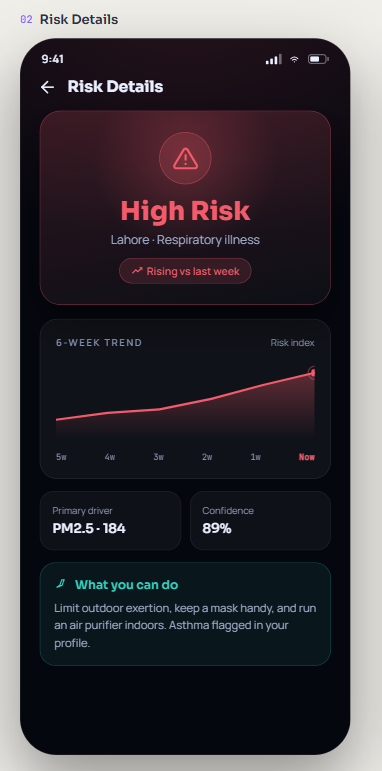 02 Risk Details
9:41
Risk Details
High Risk
Lahore · Respiratory illness
Rising vs last week
6-WEEK TREND
Risk index
5w 4w 3w 2w 1w Now
Primary driver
PM2.5 · 184
Confidence
89%
What you can do
Limit outdoor exertion, keep a mask handy, and run
an air purifier indoors. Asthma flagged in your
profile.